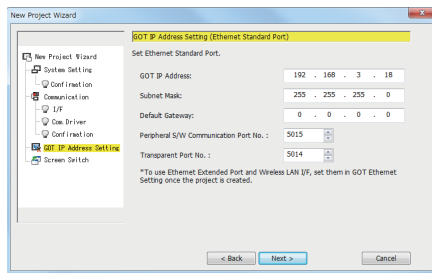 New Project Wizard
GOT IP Address Setting (Ethernet Standard Port)
New Project Wizard
System Setting
Confirmation
Communication
I/F
Com.Driver
Confirmation
GOT IP Address Setting
Screen Switch
Set Ethernet Standard Port.
GOT IP Address: 192 . 168 . 3 . 18
Subnet Mask: 255 . 255 . 255 . 0
Default Gateway: 0 . 0 . 0 . 0
Peripheral S/W Communication Port No. : 5015
Transparent Port No. : 5014
*To use Ethernet Extended Port and Wireless LAN I/F, set them in GOT Ethernet
Setting once the project is created.
< Back Next > Cancel